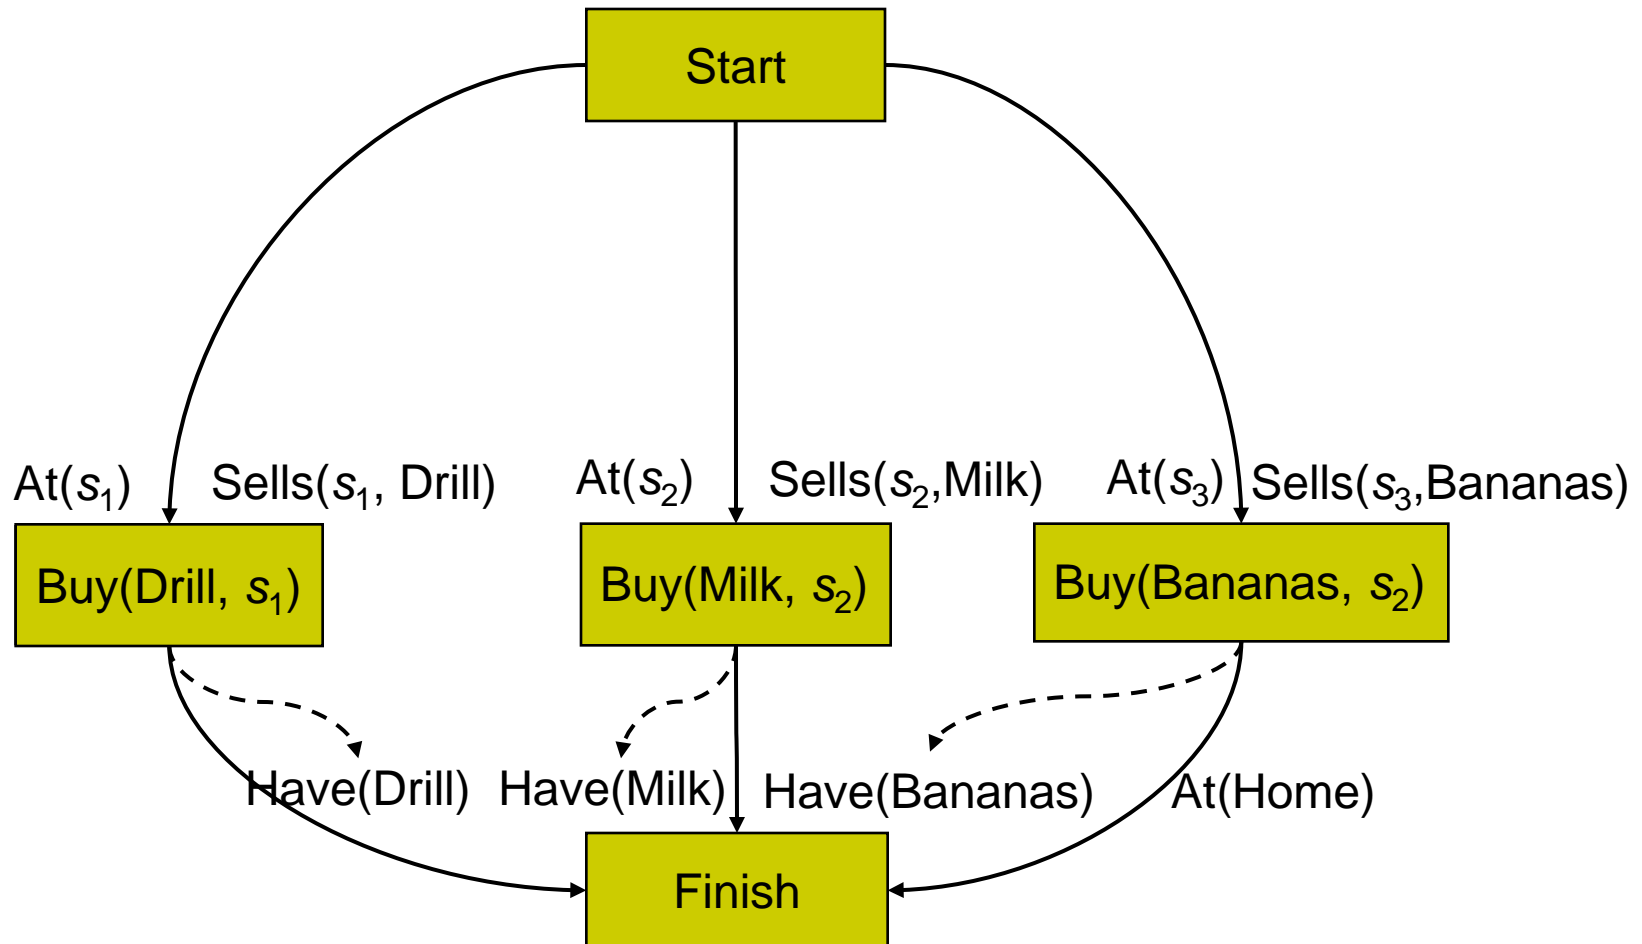 Start
At(s₁) Sells(s₁, Drill) At(s₂) Sells(s₂,Milk) At(s₃) Sells(s₃,Bananas)
Buy(Drill, s₁) Buy(Milk, s₂) Buy(Bananas, s₂)
Have(Drill) Have(Milk) Have(Bananas) At(Home)
Finish